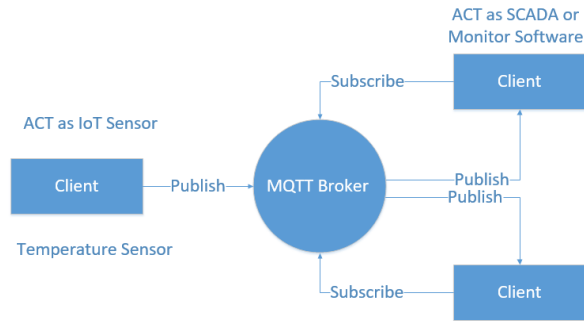 ACT as SCADA or
Monitor Software
Subscribe
Client
ACT as IoT Sensor
Client
Publish
MQTT Broker
Publish
Publish
Temperature Sensor
Subscribe
Client